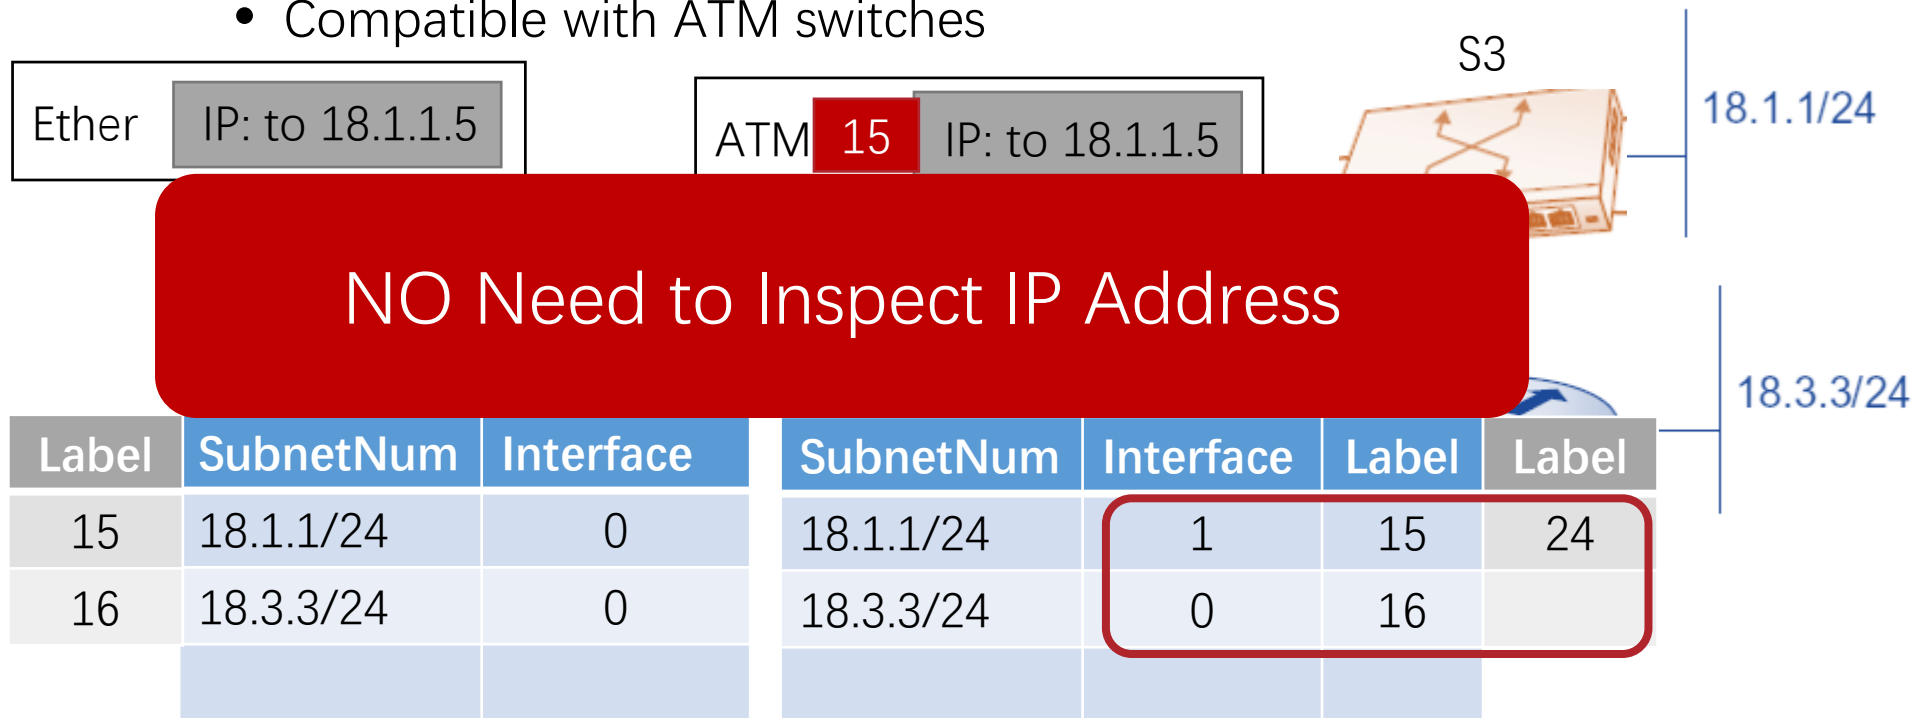 • Compatible with ATM switches
S3
Ether IP: to 18.1.1.5
ATM 15 IP: to 18.1.1.5
18.1.1/24
NO Need to Inspect IP Address
18.3.3/24
Label SubnetNum Interface
15 18.1.1/24 0
16 18.3.3/24 0
SubnetNum Interface Label Label
18.1.1/24 1 15 24
18.3.3/24 0 16